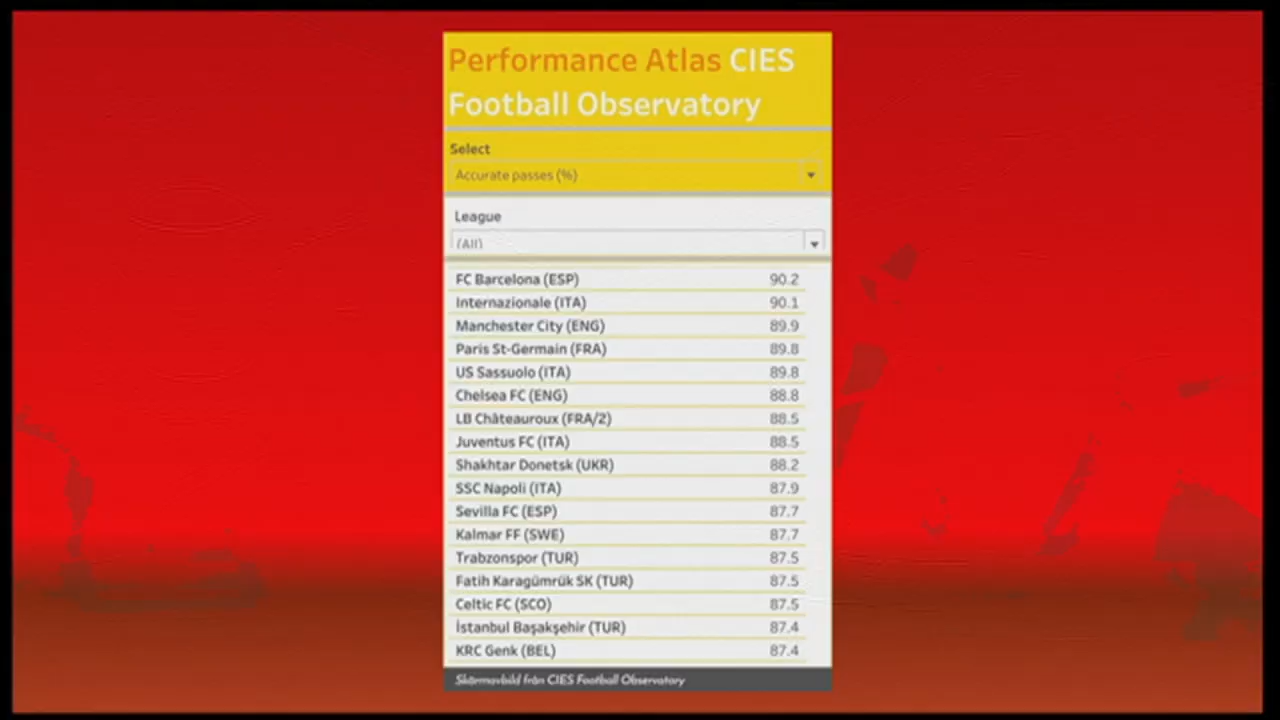 Performance Atlas CIES
Football Observatory
Select
Accurate passes (%)
League
(All)
FC Barcelona (ESP) 90.2
Internazionale (ITA) 90.1
Manchester City (ENG) 89.9
Paris St-Germain (FRA) 89.8
US Sassuolo (ITA) 89.8
Chelsea FC (ENG) 88.8
LB Châteauroux (FRA/2) 88.5
Juventus FC (ITA) 88.5
Shakhtar Donetsk (UKR) 88.2
SSC Napoli (ITA) 87.9
Sevilla FC (ESP) 87.7
Kalmar FF (SWE) 87.7
Trabzonspor (TUR) 87.5
Fatih Karagümrük SK (TUR) 87.5
Celtic FC (SCO) 87.5
İstanbul Başakşehir (TUR) 87.4
KRC Genk (BEL) 87.4
Skärmavbild från CIES Football Observatory